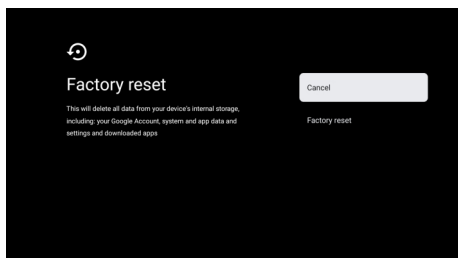 Factory reset
This will delete all data from your device's internal storage,
including: your Google Account, system and app data and
settings and downloaded apps
Cancel
Factory reset